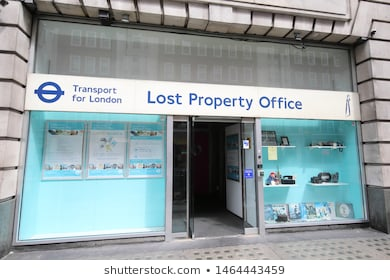 Transport
for London
Lost Property Office
shutterstock.com • 1464443459